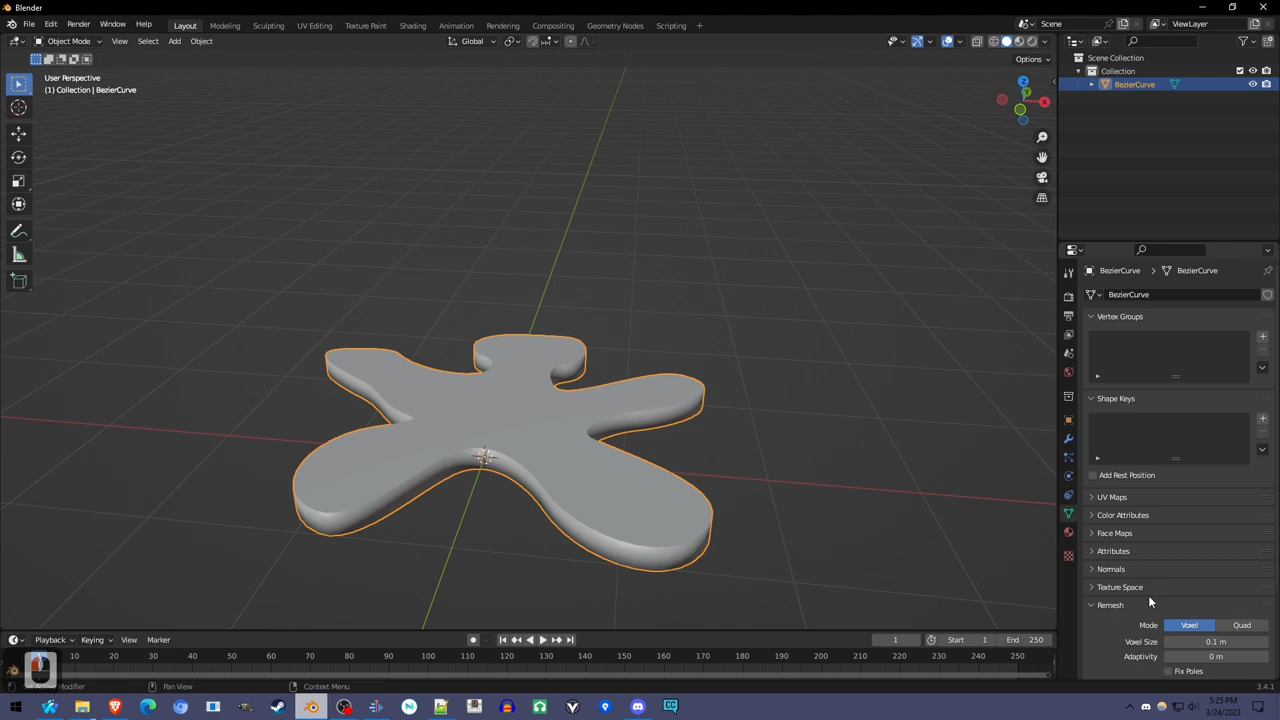 Blender
File Edit Render Window Help
Layout Modeling Sculpting UV Editing Texture Paint Shading Animation Rendering Compositing Geometry Nodes Scripting +
Scene
ViewLayer
Object Mode View Select Add Object
Global
Options
User Perspective
(1) Collection | BezierCurve
Z
Y
X
Scene Collection
Collection
BezierCurve
BezierCurve > BezierCurve
BezierCurve
Vertex Groups
Shape Keys
Add Rest Position
UV Maps
Color Attributes
Face Maps
Attributes
Normals
Texture Space
Remesh
Mode Voxel Quad
Voxel Size 0.1 m
Adaptivity 0 m
Fix Poles
Playback Keying View Marker
1 Start 1 End 250
10 20 30 40 50 60 70 80 90 100 110 120 130 140 150 160 170 180 190 200 210 220 230 240 250
Set Active Modifier Pan View Context Menu
3.4.1
5:25 PM
3/24/2023